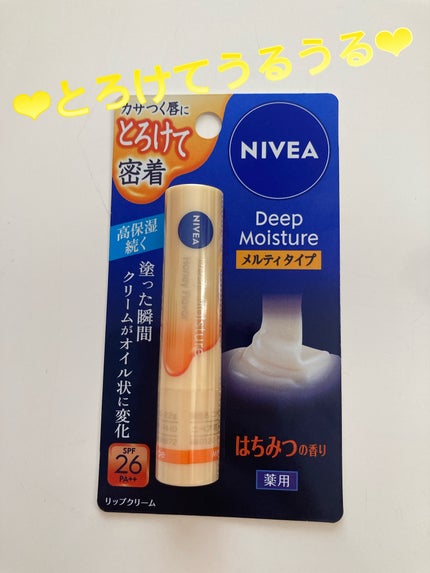 ❤とろけてうるうる❤
カサつく唇に
とろけて
密着
NIVEA
Deep
Moisture
メルティタイプ
高保湿
続く
塗った瞬間
クリームがオイル状に変化
NIVEA
Honey Flavor
はちみつの香り
薬用
SPF
26
PA++
リップクリーム